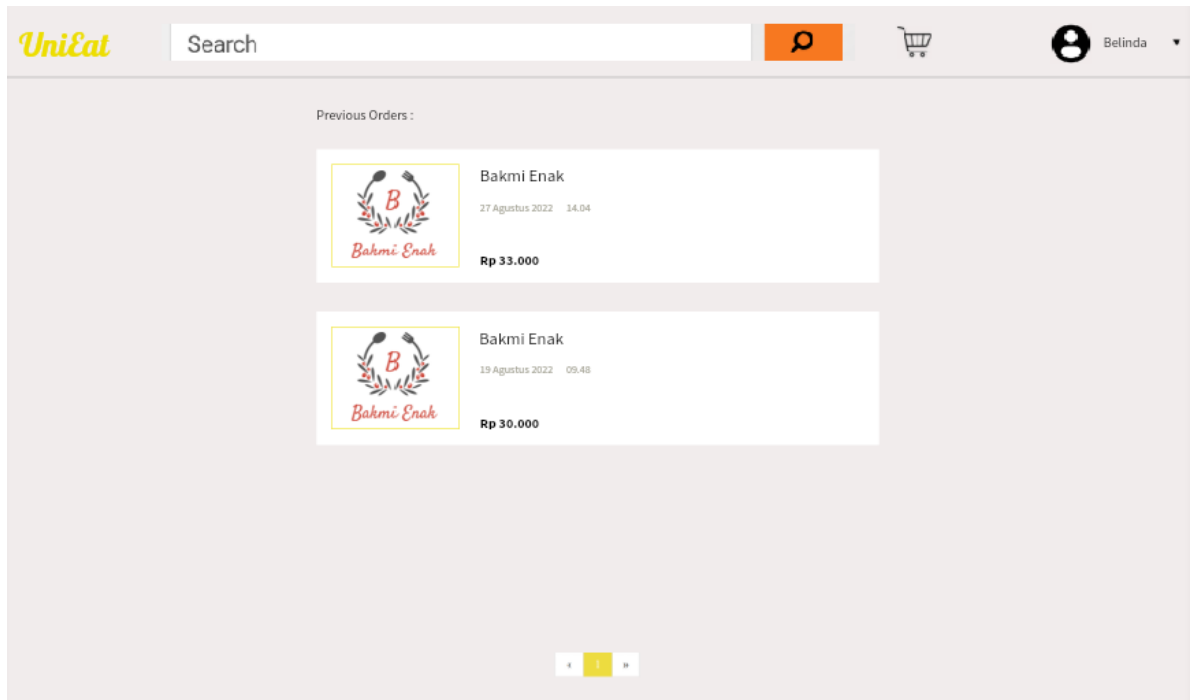 UniEat Search Belinda ▼
Previous Orders :
B
Bakmi Enak
Bakmi Enak
27 Agustus 2022 14.04
Rp 33.000
B
Bakmi Enak
Bakmi Enak
19 Agustus 2022 09.48
Rp 30.000
« 1 »